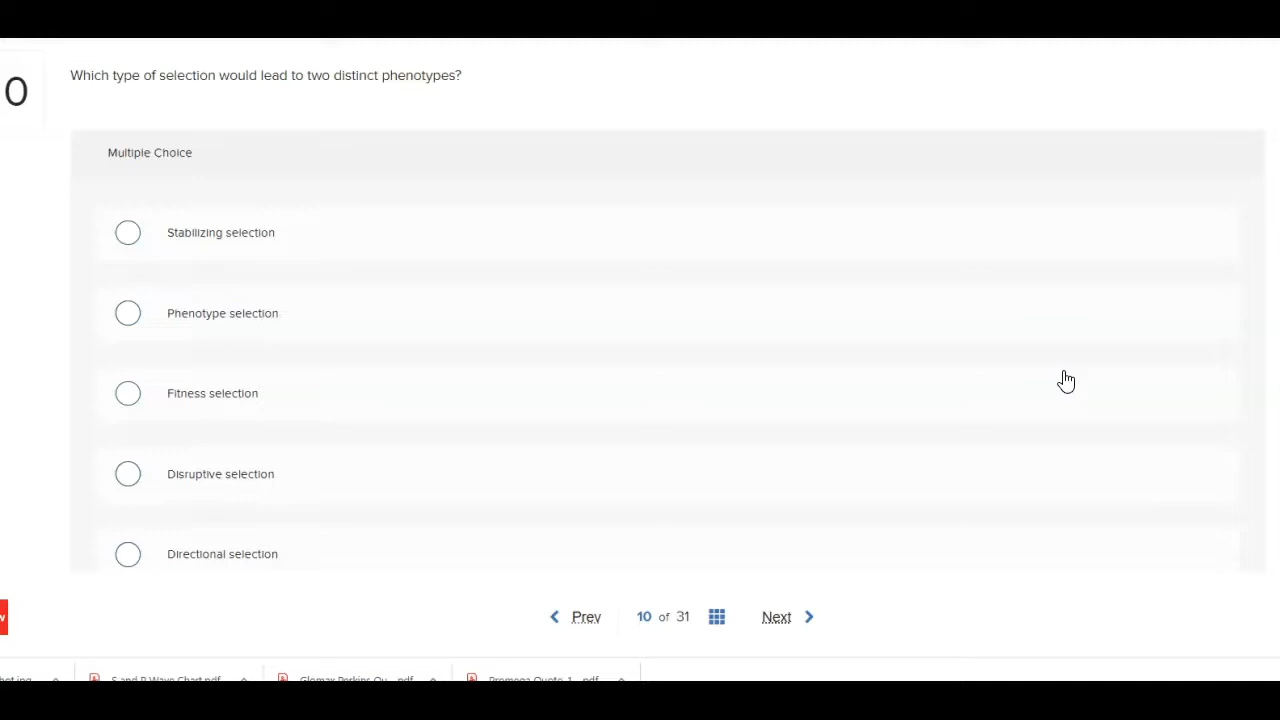 0
Which type of selection would lead to two distinct phenotypes?
Multiple Choice
Stabilizing selection
Phenotype selection
Fitness selection
Disruptive selection
Directional selection
Prev 10 of 31 Next